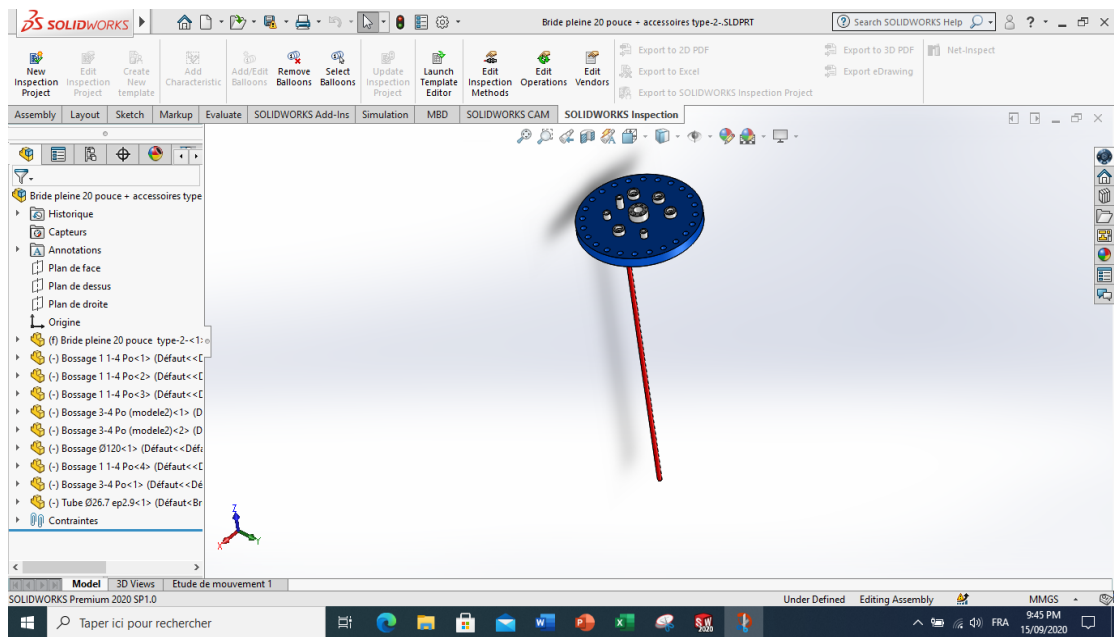 SOLIDWORKS
Bride pleine 20 pouce + accessoires type-2-.SLDPRT
Search SOLIDWORKS Help
New Inspection Project
Edit Inspection Project
Create New template
Add Characteristic
Add/Edit Balloons
Remove Balloons
Select Balloons
Update Inspection Project
Launch Template Editor
Edit Inspection Methods
Edit Operations
Edit Vendors
Export to 2D PDF
Export to Excel
Export to SOLIDWORKS Inspection Project
Export to 3D PDF
Export eDrawing
Net-Inspect
Assembly Layout Sketch Markup Evaluate SOLIDWORKS Add-Ins Simulation MBD SOLIDWORKS CAM SOLIDWORKS Inspection
Bride pleine 20 pouce + accessoires type
Historique
Capteurs
Annotations
Plan de face
Plan de dessus
Plan de droite
Origine
(f) Bride pleine 20 pouce type-2-<1>
(-) Bossage 1 1-4 Po<1> (Défaut<<D
(-) Bossage 1 1-4 Po<2> (Défaut<<D
(-) Bossage 1 1-4 Po<3> (Défaut<<D
(-) Bossage 3-4 Po (modele2)<1> (D
(-) Bossage 3-4 Po (modele2)<2> (D
(-) Bossage Ø120<1> (Défaut<<Défa
(-) Bossage 1 1-4 Po<4> (Défaut<<D
(-) Bossage 3-4 Po<1> (Défaut<<Dé
(-) Tube Ø26.7 ep2.9<1> (Défaut<Br
Contraintes
Z
X
Y
Model 3D Views Etude de mouvement 1
SOLIDWORKS Premium 2020 SP1.0
Under Defined Editing Assembly MMGS
Taper ici pour rechercher
FRA
9:45 PM
15/09/2020